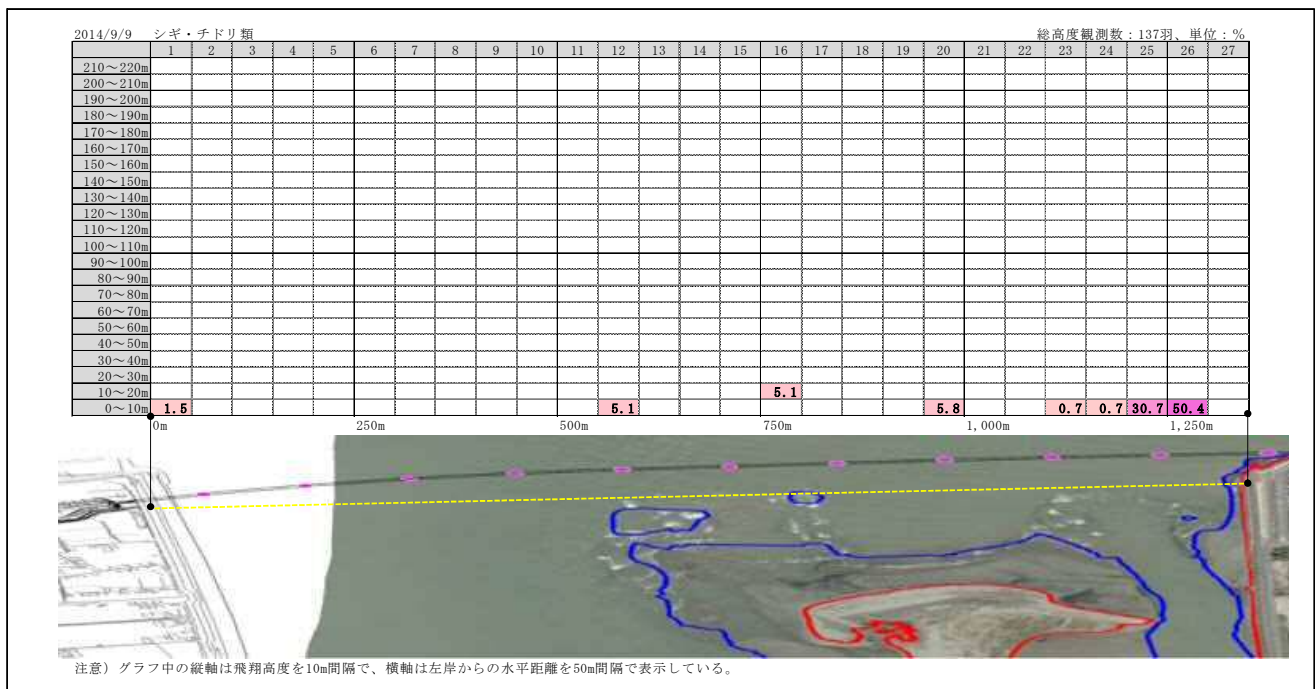 2014/9/9 シギ・チドリ類 総高度観測数:137羽、単位:%
1 2 3 4 5 6 7 8 9 10 11 12 13 14 15 16 17 18 19 20 21 22 23 24 25 26 27
210~220m
200~210m
190~200m
180~190m
170~180m
160~170m
150~160m
140~150m
130~140m
120~130m
110~120m
100~110m
90~100m
80~90m
70~80m
60~70m
50~60m
40~50m
30~40m
20~30m
10~20m 5.1
0~10m 1.5 5.1 5.8 0.7 0.7 30.7 50.4
0m 250m 500m 750m 1,000m 1,250m
注意)グラフ中の縦軸は飛翔高度を10m間隔で、横軸は左岸からの水平距離を50m間隔で表示している。